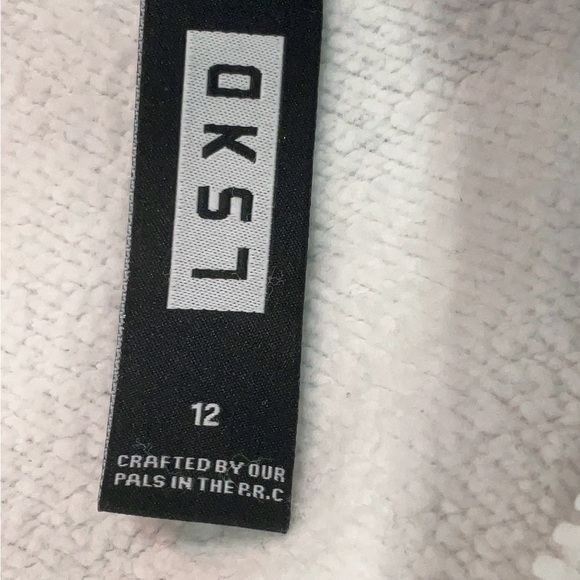 LSKD
12
CRAFTED BY OUR
PALS IN THE P.R.C